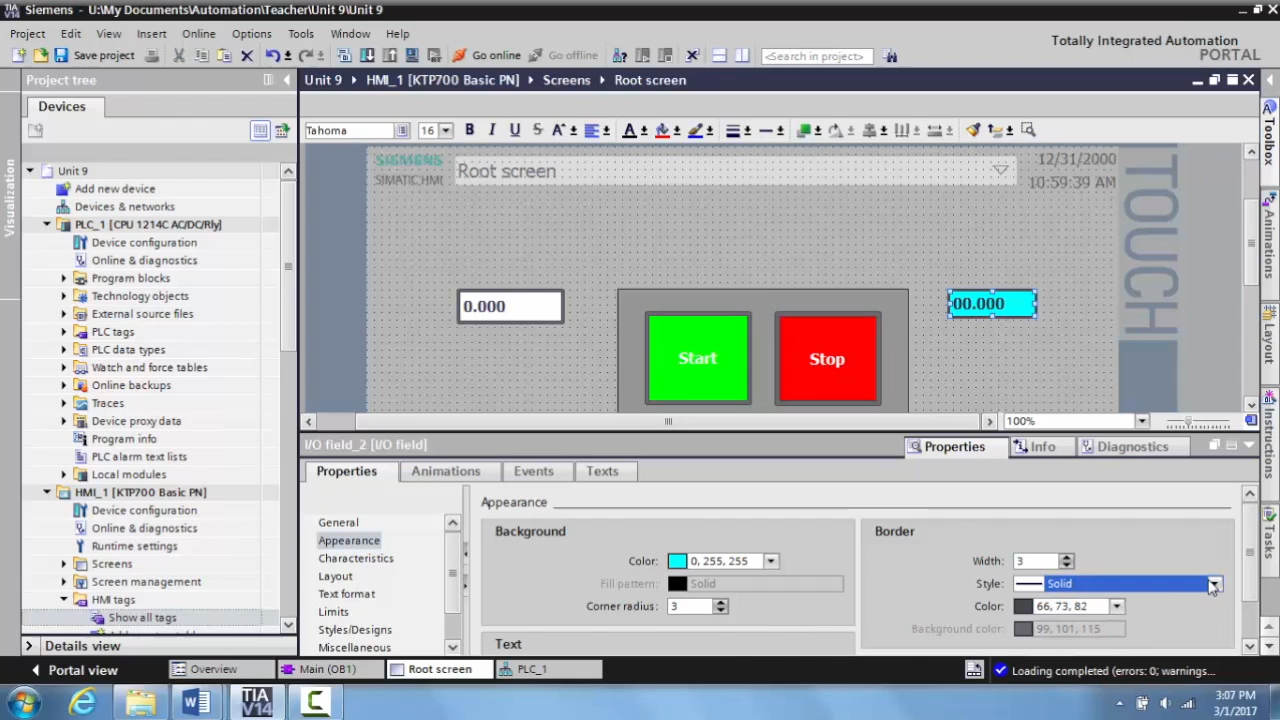 TIA V14 Siemens - U:\My Documents\Automation\Teacher\Unit 9\Unit 9
Project Edit View Insert Online Options Tools Window Help
Totally Integrated Automation
PORTAL
Save project Go online Go offline <Search in project>
Project tree
Unit 9 HMI_1 [KTP700 Basic PN] Screens Root screen
Devices
Tahoma 16 B I U S A A
Visualization
Unit 9
Add new device
Devices & networks
PLC_1 [CPU 1214C AC/DC/Rly]
Device configuration
Online & diagnostics
Program blocks
Technology objects
External source files
PLC tags
PLC data types
Watch and force tables
Online backups
Traces
Device proxy data
Program info
PLC alarm text lists
Local modules
HMI_1 [KTP700 Basic PN]
Device configuration
Online & diagnostics
Runtime settings
Screens
Screen management
HMI tags
Show all tags
Details view
SIEMENS
SIMATIC HMI
Root screen
12/31/2000
10:59:39 AM
TOUCH
0.000
Start
Stop
00.000
100%
Toolbox
Animations
Layout
Instructions
Tasks
I/O field_2 [I/O field]
Properties Info Diagnostics
Properties Animations Events Texts
General
Appearance
Characteristics
Layout
Text format
Limits
Styles/Designs
Miscellaneous
Appearance
Background
Color: 0, 255, 255
Fill pattern: Solid
Corner radius: 3
Text
Border
Width: 3
Style: Solid
Color: 66, 73, 82
Background color: 99, 101, 115
Portal view Overview Main (OB1) Root screen PLC_1 Loading completed (errors: 0; warnings...
TIA V14
3:07 PM
3/1/2017